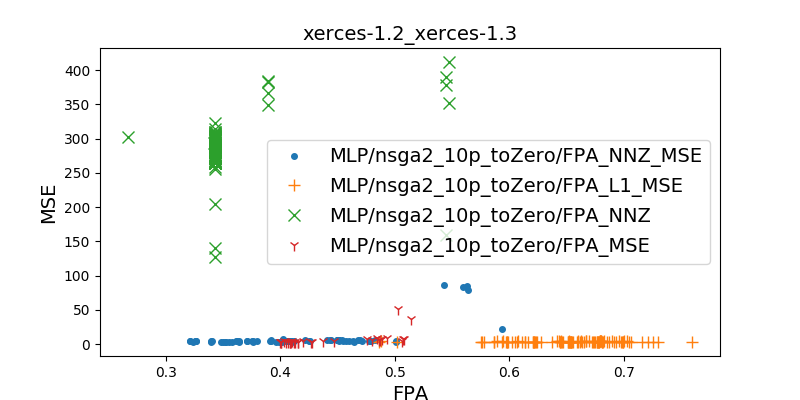 xerces-1.2_xerces-1.3
MSE
400
350
300
250
200
150
100
50
0
MLP/nsga2_10p_toZero/FPA_NNZ_MSE
MLP/nsga2_10p_toZero/FPA_L1_MSE
MLP/nsga2_10p_toZero/FPA_NNZ
MLP/nsga2_10p_toZero/FPA_MSE
0.3 0.4 0.5 0.6 0.7
FPA